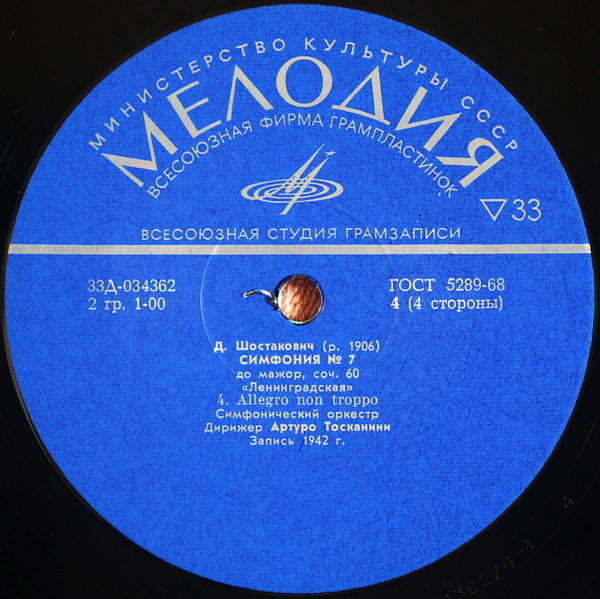 МИНИСТЕРСТВО КУЛЬТУРЫ СССР
МЕЛОДИЯ
ВСЕСОЮЗНАЯ ФИРМА ГРАМПЛАСТИНОК
33
ВСЕСОЮЗНАЯ СТУДИЯ ГРАМЗАПИСИ
33Д-034362
ГОСТ 5289-68
2 гр. 1-00
4 (4 стороны)
Д. Шостакович (р. 1906)
СИМФОНИЯ № 7
до мажор, соч. 60
«Ленинградская»
4. Allegro non troppo
Симфонический оркестр
Дирижер Артуро Тосканини
Запись 1942 г.